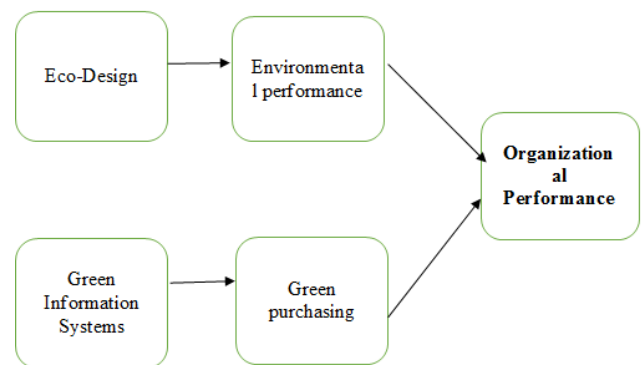 Eco-Design
Environmenta
l performance
Organization
al
Performance
Green
Information
Systems
Green
purchasing